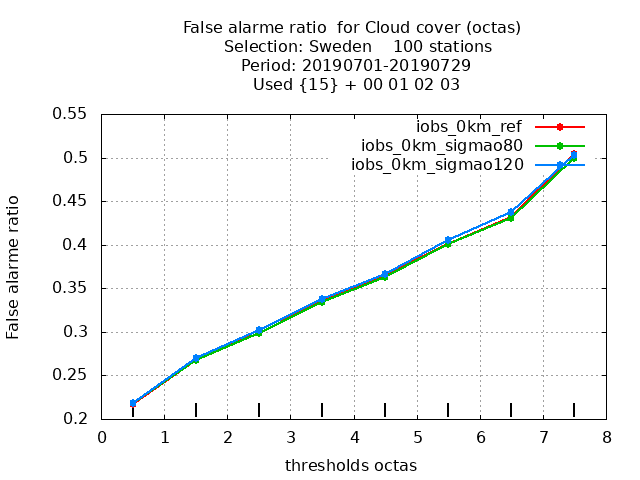 False alarme ratio  for Cloud cover (octas)
Selection: Sweden    100 stations
Period: 20190701-20190729
Used {15} + 00 01 02 03
iobs_0km_ref
iobs_0km_sigmao80
iobs_0km_sigmao120
False alarme ratio
0.55
0.5
0.45
0.4
0.35
0.3
0.25
0.2
0 1 2 3 4 5 6 7 8
thresholds octas